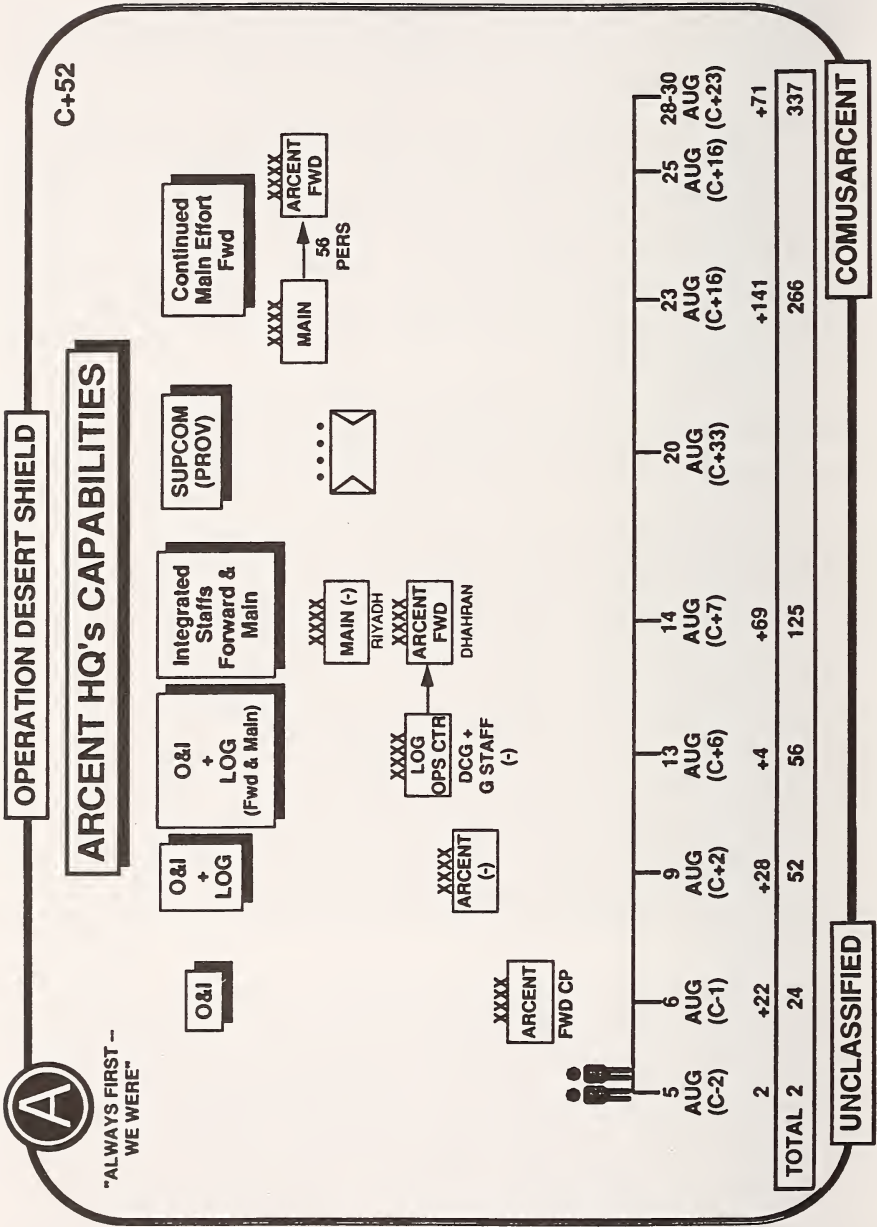 OPERATION DESERT SHIELD
A
"ALWAYS FIRST –
WE WERE"
C+52
ARCENT HQ's CAPABILITIES
O&I
O&I
+
LOG
O&I
+
LOG
(Fwd & Main)
Integrated
Staffs
Forward &
Main
SUPCOM
(PROV)
Continued
Main Effort
Fwd
XXXX
ARCENT
FWD CP
XXXX
ARCENT
(-)
XXXX
LOG
OPS CTR
DCG +
G STAFF
(-)
XXXX
MAIN (-)
RIYADH
XXXX
ARCENT
FWD
DHAHRAN
XXXX
MAIN
56
PERS
XXXX
ARCENT
FWD
5
AUG
(C-2)
6
AUG
(C-1)
9
AUG
(C+2)
13
AUG
(C+6)
14
AUG
(C+7)
20
AUG
(C+33)
23
AUG
(C+16)
25
AUG
(C+16)
28-30
AUG
(C+23)
2 +22 +28 +4 +69 +141 +71
TOTAL 2 24 52 56 125 266 337
UNCLASSIFIED
COMUSARCENT